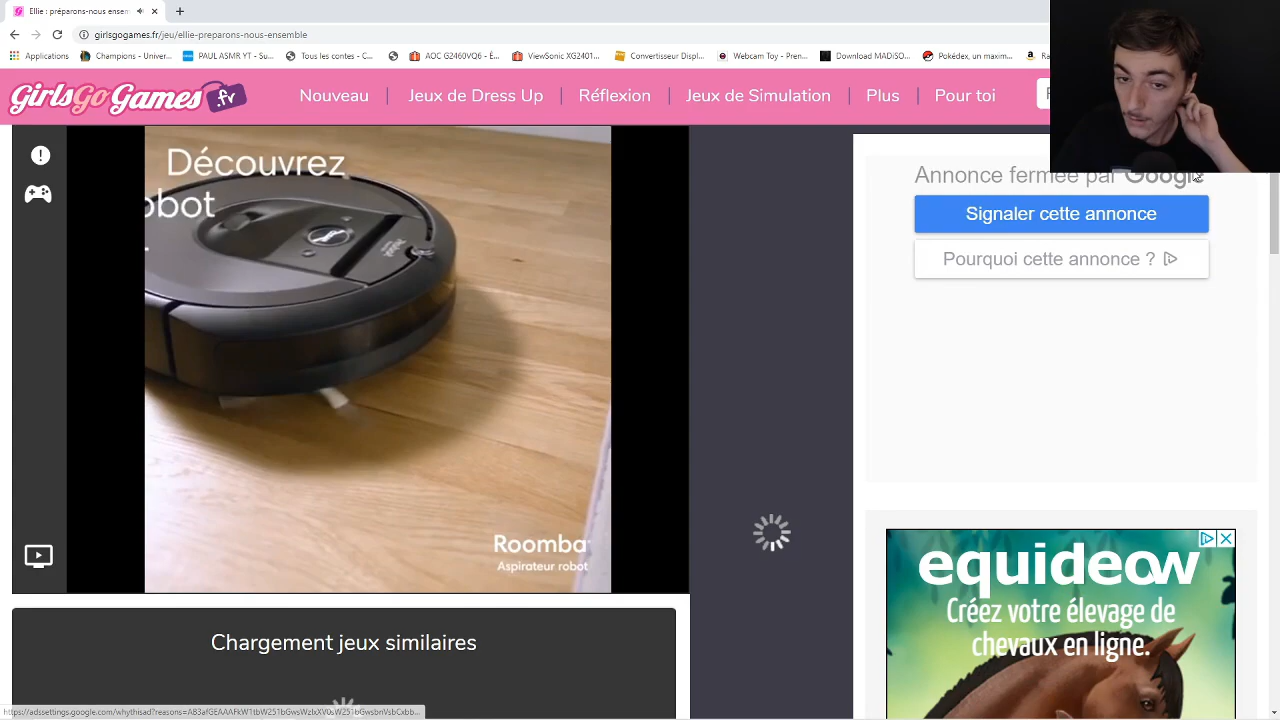 Ellie : préparons-nous ensem
girlsgogames.fr/jeu/ellie-preparons-nous-ensemble
Applications
Champions - Univer...
PAUL ASMR YT - Su...
Tous les contes - C...
AOC G2460VQ6 - É...
ViewSonic XG2401...
Convertisseur Displ...
Webcam Toy - Pren...
Download MADiSO...
Pokédex, un maxim...
GirlsGoGames .fr
Nouveau
Jeux de Dress Up
Réflexion
Jeux de Simulation
Plus
Pour toi
Découvrez
obot
Roomba
Aspirateur robot
Annonce fermée par Google
Signaler cette annonce
Pourquoi cette annonce ?
equideow
Créez votre élevage de
chevaux en ligne.
Chargement jeux similaires